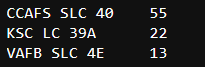 CCAFS SLC 40    55
KSC LC 39A      22
VAFB SLC 4E     13